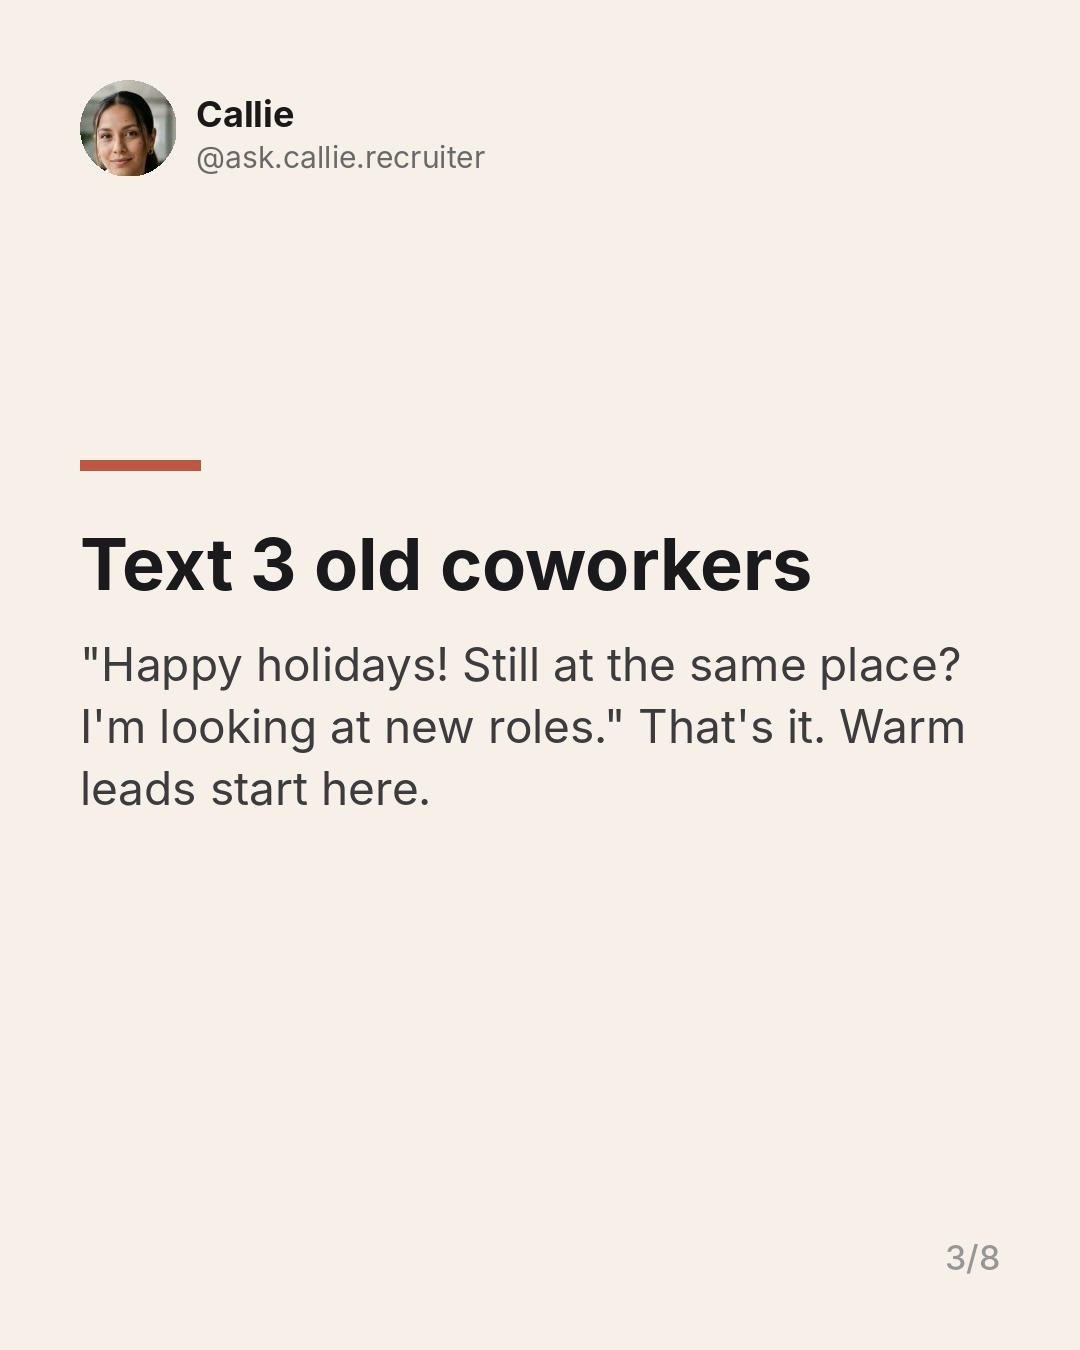 Callie
@ask.callie.recruiter
Text 3 old coworkers
"Happy holidays! Still at the same place?
I'm looking at new roles." That's it. Warm
leads start here.
3/8